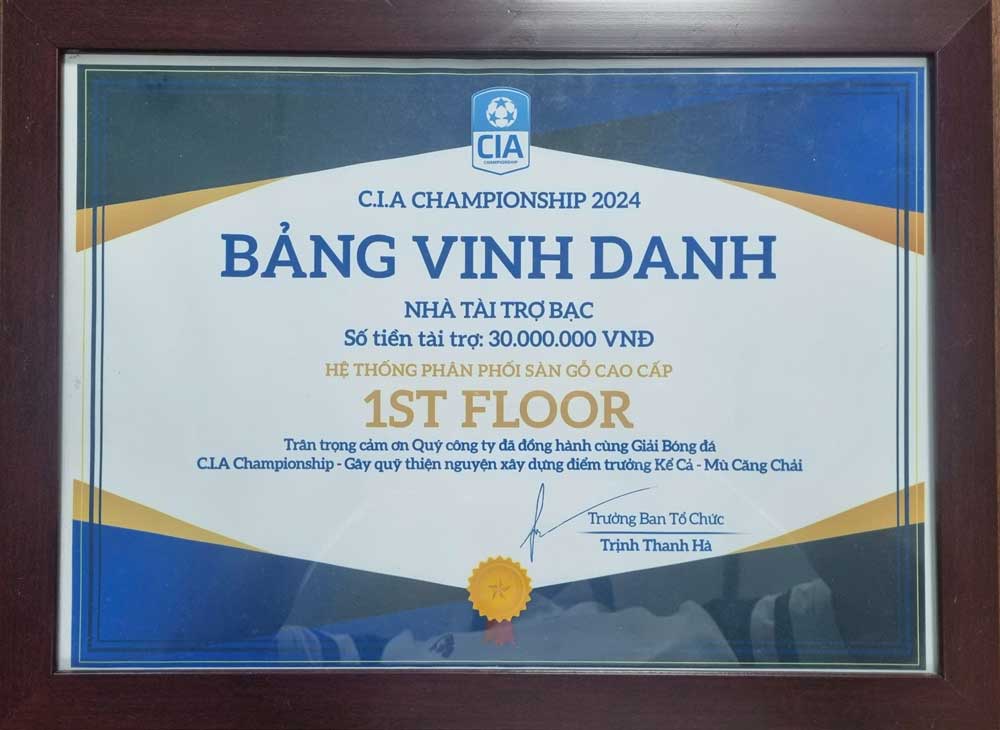 CIA
CHAMPIONSHIP
C.I.A CHAMPIONSHIP 2024
BẢNG VINH DANH
NHÀ TÀI TRỢ BẠC
Số tiền tài trợ: 30.000.000 VNĐ
HỆ THỐNG PHÂN PHỐI SÀN GỖ CAO CẤP
1ST FLOOR
Trân trọng cảm ơn Quý công ty đã đồng hành cùng Giải Bóng đá
C.I.A Championship - Gây quỹ thiện nguyện xây dựng điểm trường Kể Cả - Mù Căng Chải
Trưởng Ban Tổ Chức
Trịnh Thanh Hà